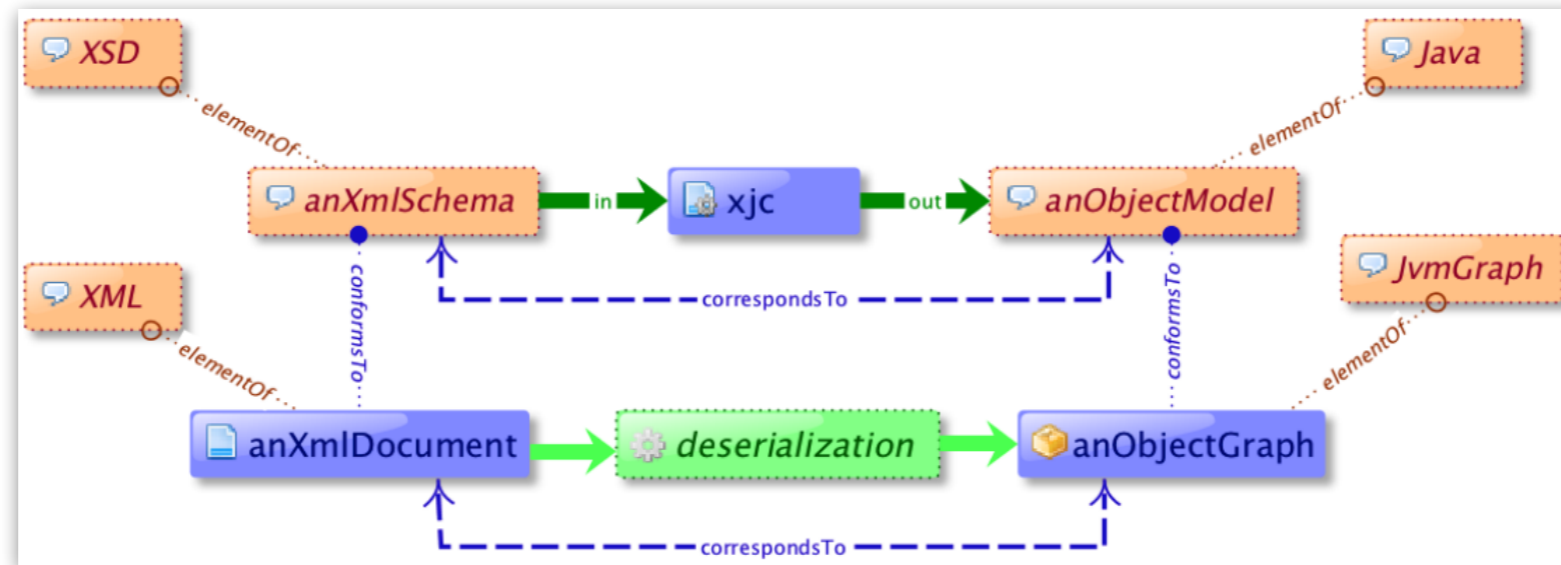 XSD
Java
elementOf
elementOf
anXmlSchema
in
xjc
out
anObjectModel
XML
conformsTo
correspondsTo
conformsTo
JvmGraph
elementOf
elementOf
anXmlDocument
deserialization
anObjectGraph
correspondsTo